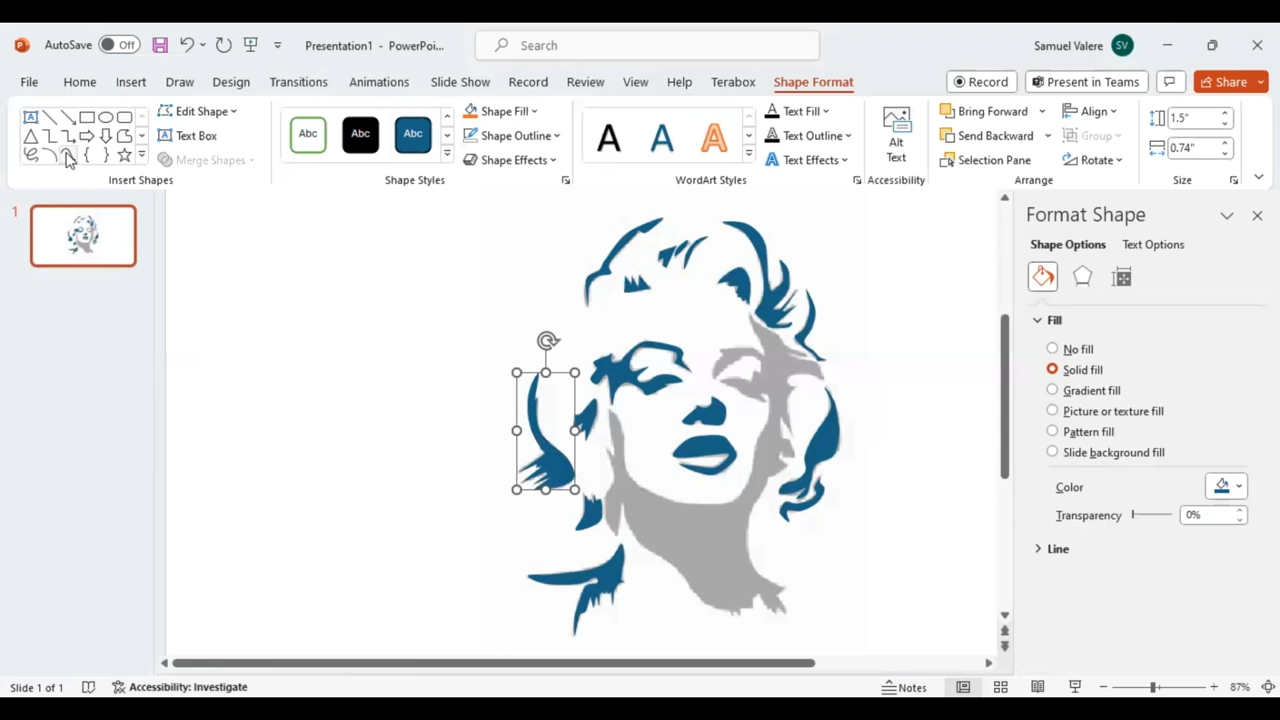 AutoSave Off Presentation1 - PowerPoi... Search Samuel Valere SV
File Home Insert Draw Design Transitions Animations Slide Show Record Review View Help Terabox Shape Format Record Present in Teams Share
Edit Shape Abc Abc Abc Shape Fill A A A Text Fill Alt Text Bring Forward Align 1.5"
Text Box Shape Outline Text Outline Send Backward Group 0.74"
Merge Shapes Shape Effects Text Effects Selection Pane Rotate
Insert Shapes Shape Styles WordArt Styles Accessibility Arrange Size
1
Format Shape
Shape Options Text Options
Fill
No fill
Solid fill
Gradient fill
Picture or texture fill
Pattern fill
Slide background fill
Color
Transparency 0%
Line
Slide 1 of 1 Accessibility: Investigate Notes 87%